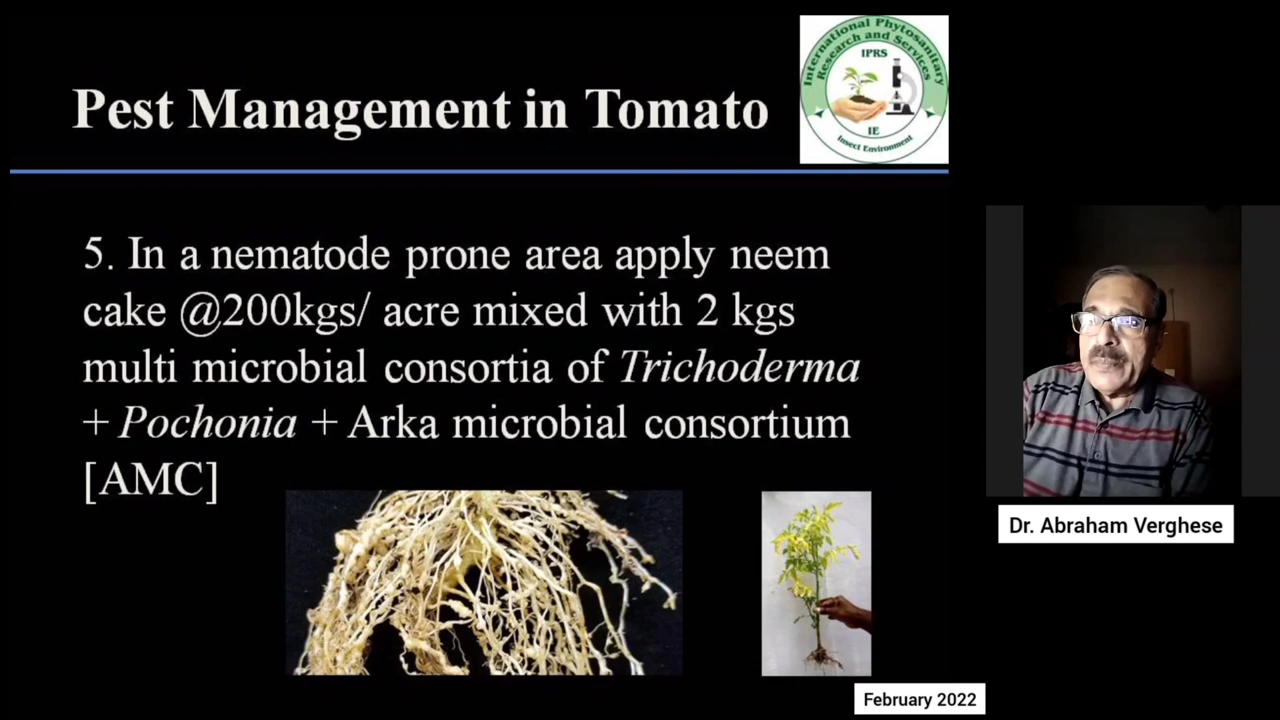 Pest Management in Tomato
International Phytosanitary
Research and Services
IPRS
IE
Insect Environment
5. In a nematode prone area apply neem
cake @200kgs/ acre mixed with 2 kgs
multi microbial consortia of Trichoderma
+ Pochonia + Arka microbial consortium
[AMC]
Dr. Abraham Verghese
February 2022